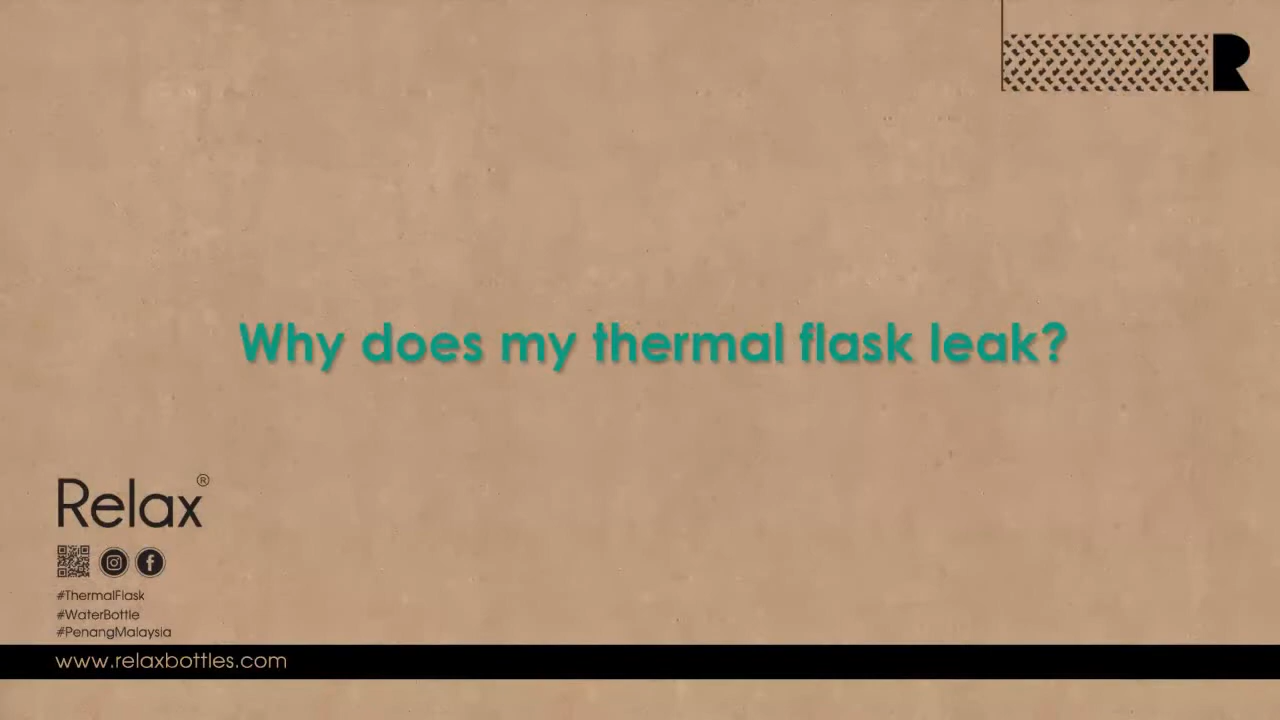 R
Why does my thermal flask leak?
Relax®
#ThermalFlask
#WaterBottle
#PenangMalaysia
www.relaxbottles.com